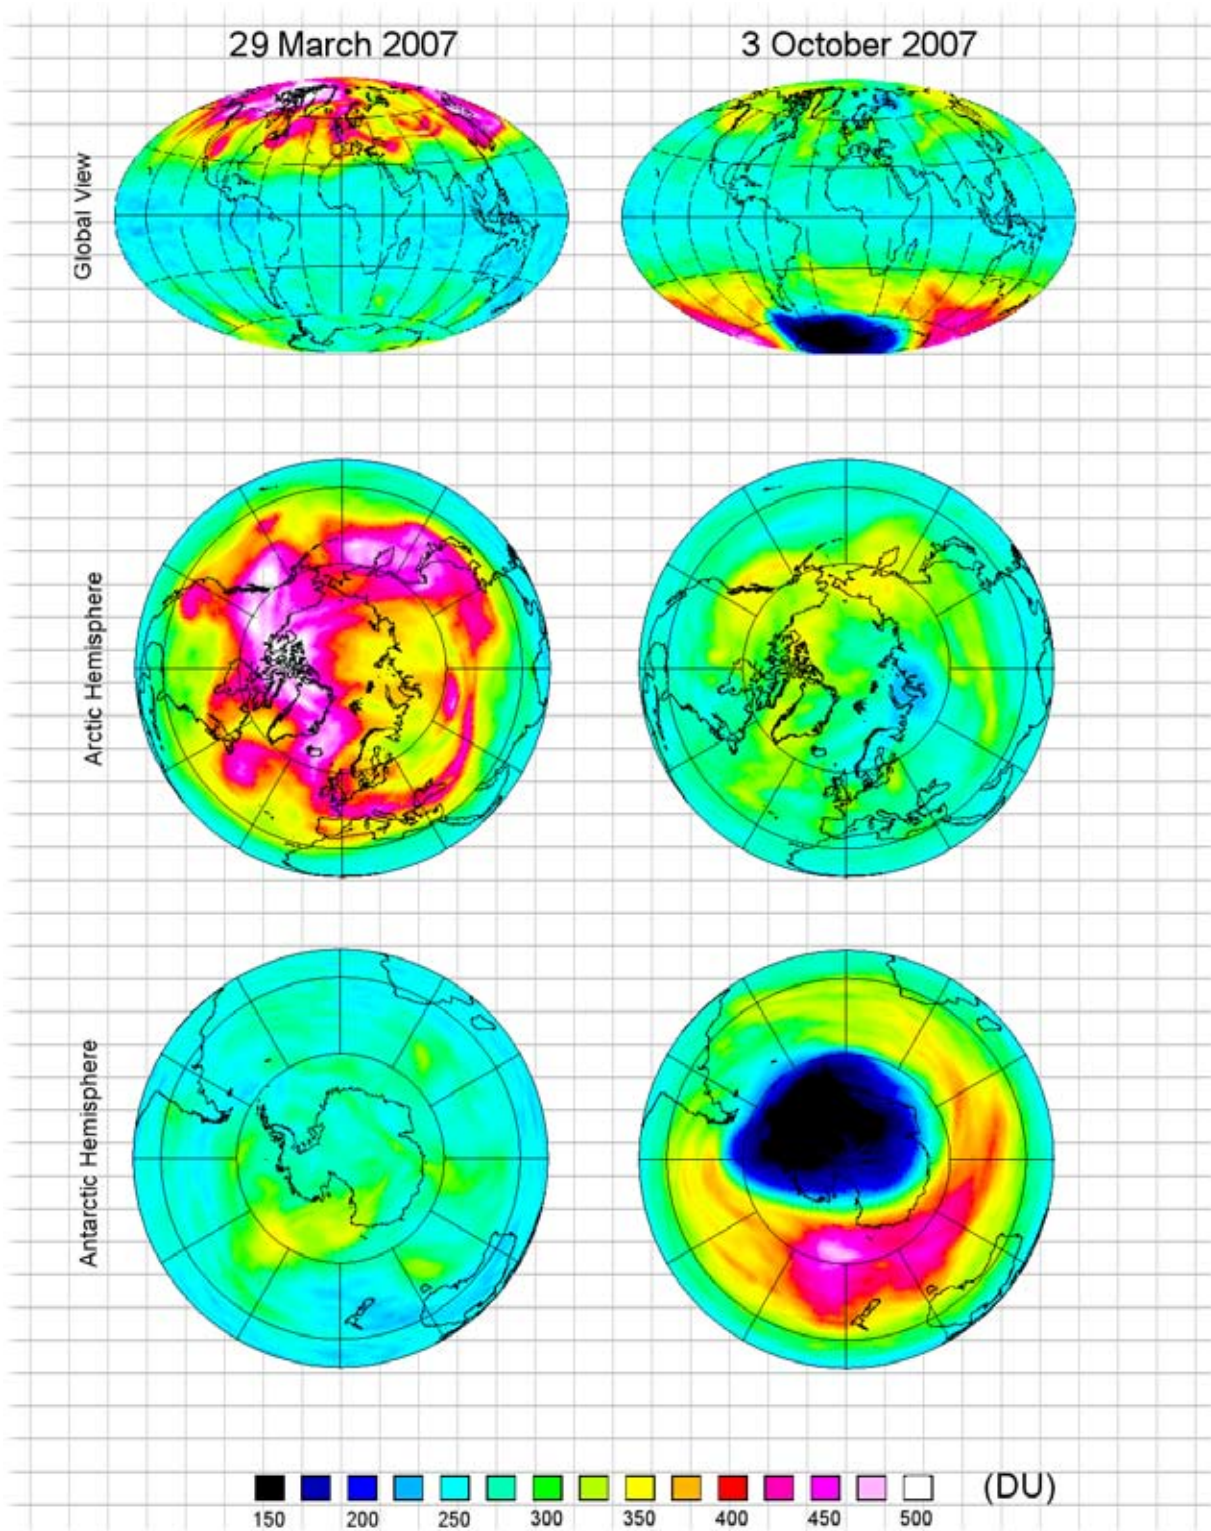 29 March 2007
3 October 2007
Global View
Arctic Hemisphere
Antarctic Hemisphere
(DU)
150 200 250 300 350 400 450 500